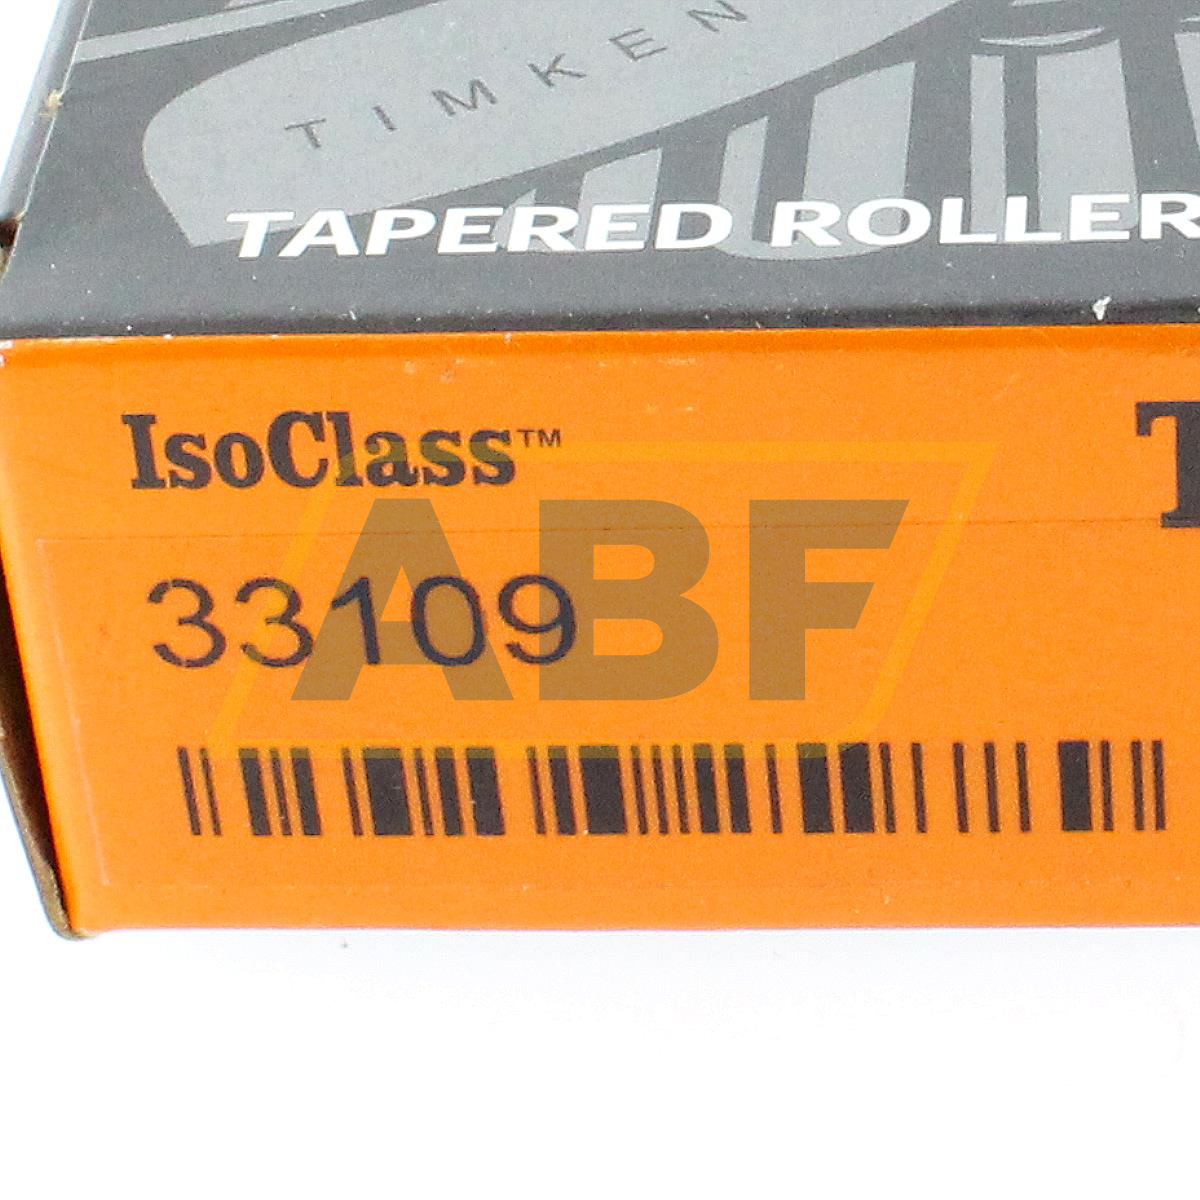 TIMKEN
TAPERED ROLLER
IsoClass™
T
33109
ABF